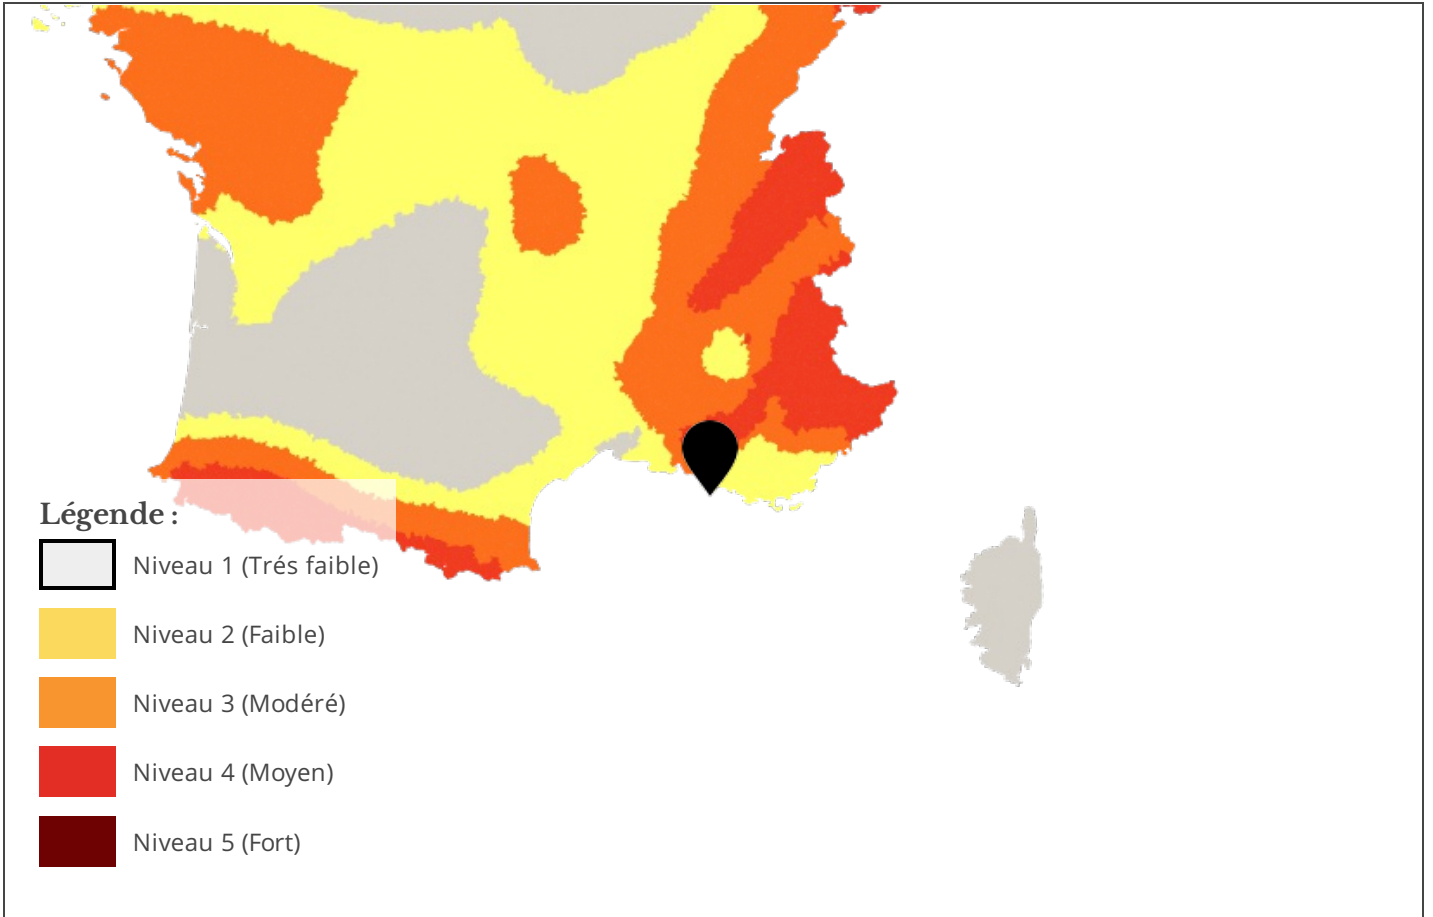 Légende :
Niveau 1 (Trés faible)
Niveau 2 (Faible)
Niveau 3 (Modéré)
Niveau 4 (Moyen)
Niveau 5 (Fort)